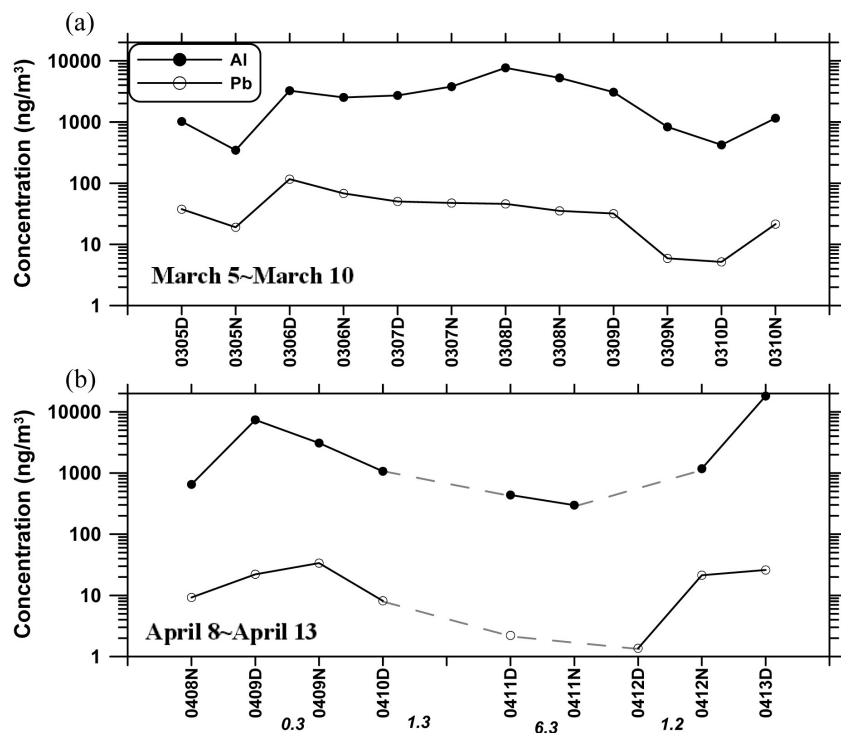 (a)
Concentration (ng/m³)
10000
1000
100
10
1
Al
Pb
March 5~March 10
0305D
0305N
0306D
0306N
0307D
0307N
0308D
0308N
0309D
0309N
0310D
0310N
(b)
Concentration (ng/m³)
10000
1000
100
10
1
April 8~April 13
0408N
0409D
0409N
0410D
0411D
0411N
0412D
0412N
0413D
0.3
1.3
6.3
1.2